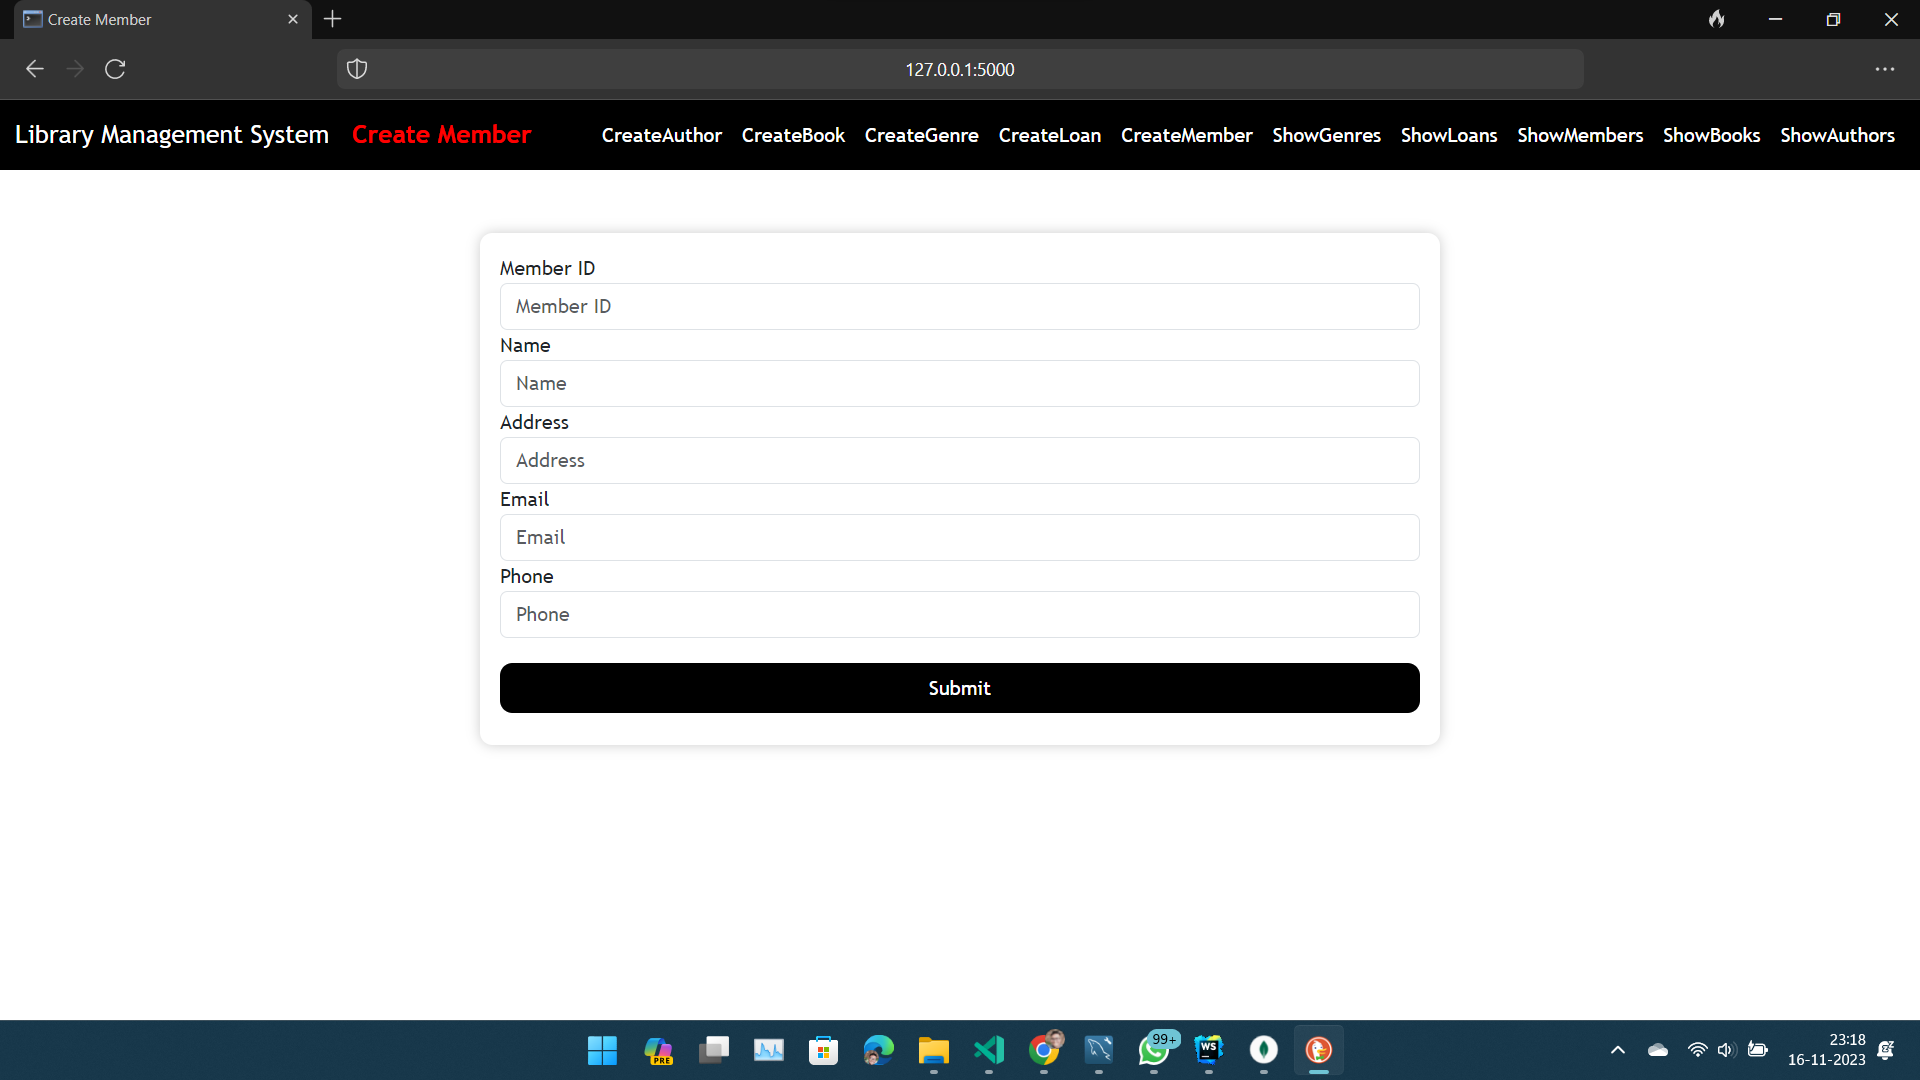 Create Member
127.0.0.1:5000
Library Management System Create Member CreateAuthor CreateBook CreateGenre CreateLoan CreateMember ShowGenres ShowLoans ShowMembers ShowBooks ShowAuthors
Member ID
Member ID
Name
Name
Address
Address
Email
Email
Phone
Phone
Submit
PRE
99+
WS
23:18
16-11-2023